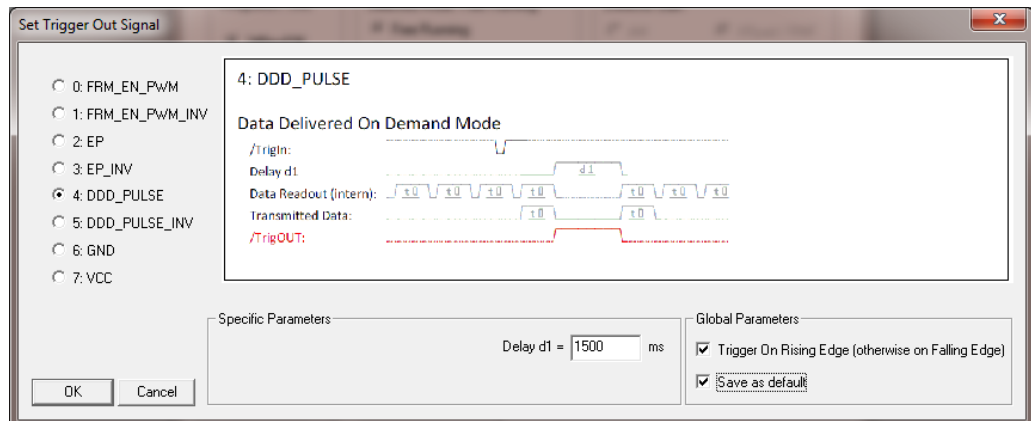 Set Trigger Out Signal
x
Free Running
0: FRM_EN_PWM
1: FRM_EN_PWM_INV
2: EP
3: EP_INV
4: DDD_PULSE
5: DDD_PULSE_INV
6: GND
7: VCC
4: DDD_PULSE
Data Delivered On Demand Mode
/TrigIn:
Delay d1
d1
Data Readout (intern):
t0 t0 t0 t0 t0 t0 t0
Transmitted Data:
t0 t0
/TrigOUT:
Specific Parameters
Delay d1 = 1500 ms
Global Parameters
Trigger On Rising Edge (otherwise on Falling Edge)
Save as default
OK
Cancel